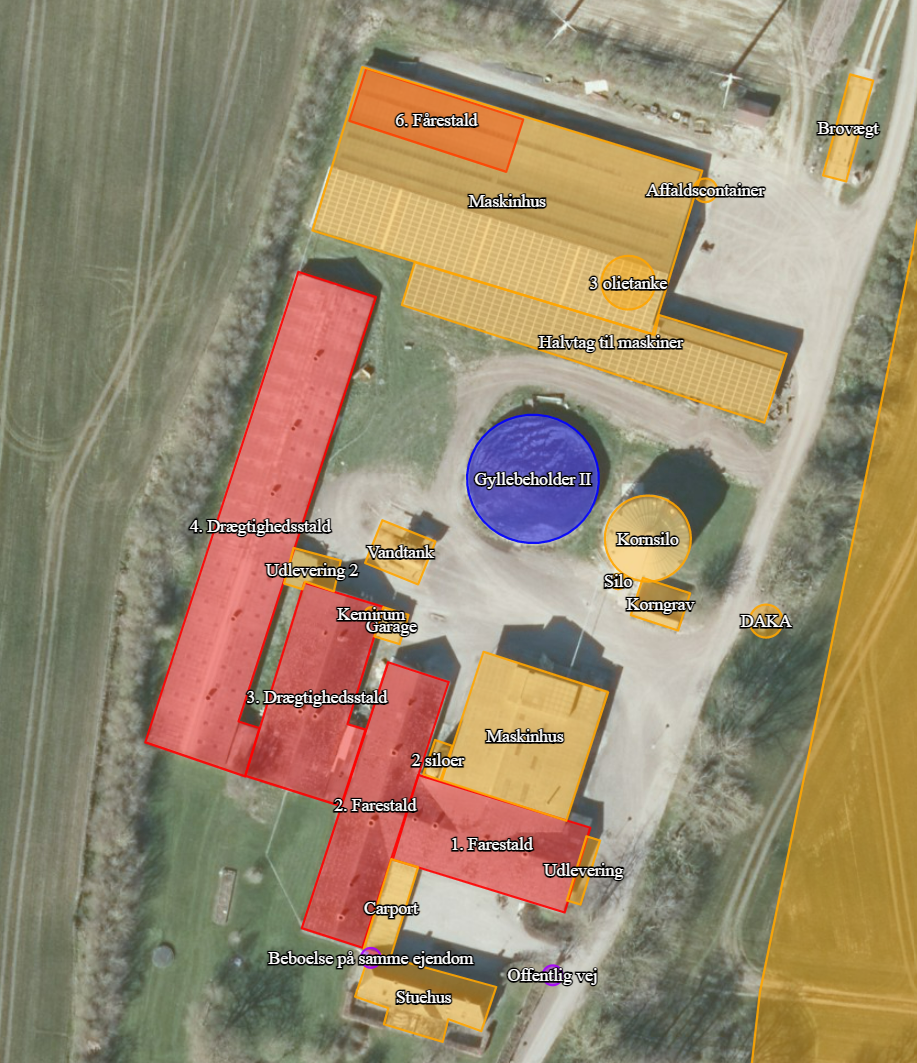 6. Fårestald
Brovægt
Affaldscontainer
Maskinhus
3 olietanke
Halvtag til maskiner
Gyllebeholder II
4. Drægtighedsstald
Kornsilo
Vandtank
Udlevering 2
Silo
Korngrav
Kemirum
DAKA
Garage
3. Drægtighedsstald
Maskinhus
2 siloer
2. Farestald
1. Farestald
Udlevering
Carport
Beboelse på samme ejendom
Offentlig vej
Stuehus